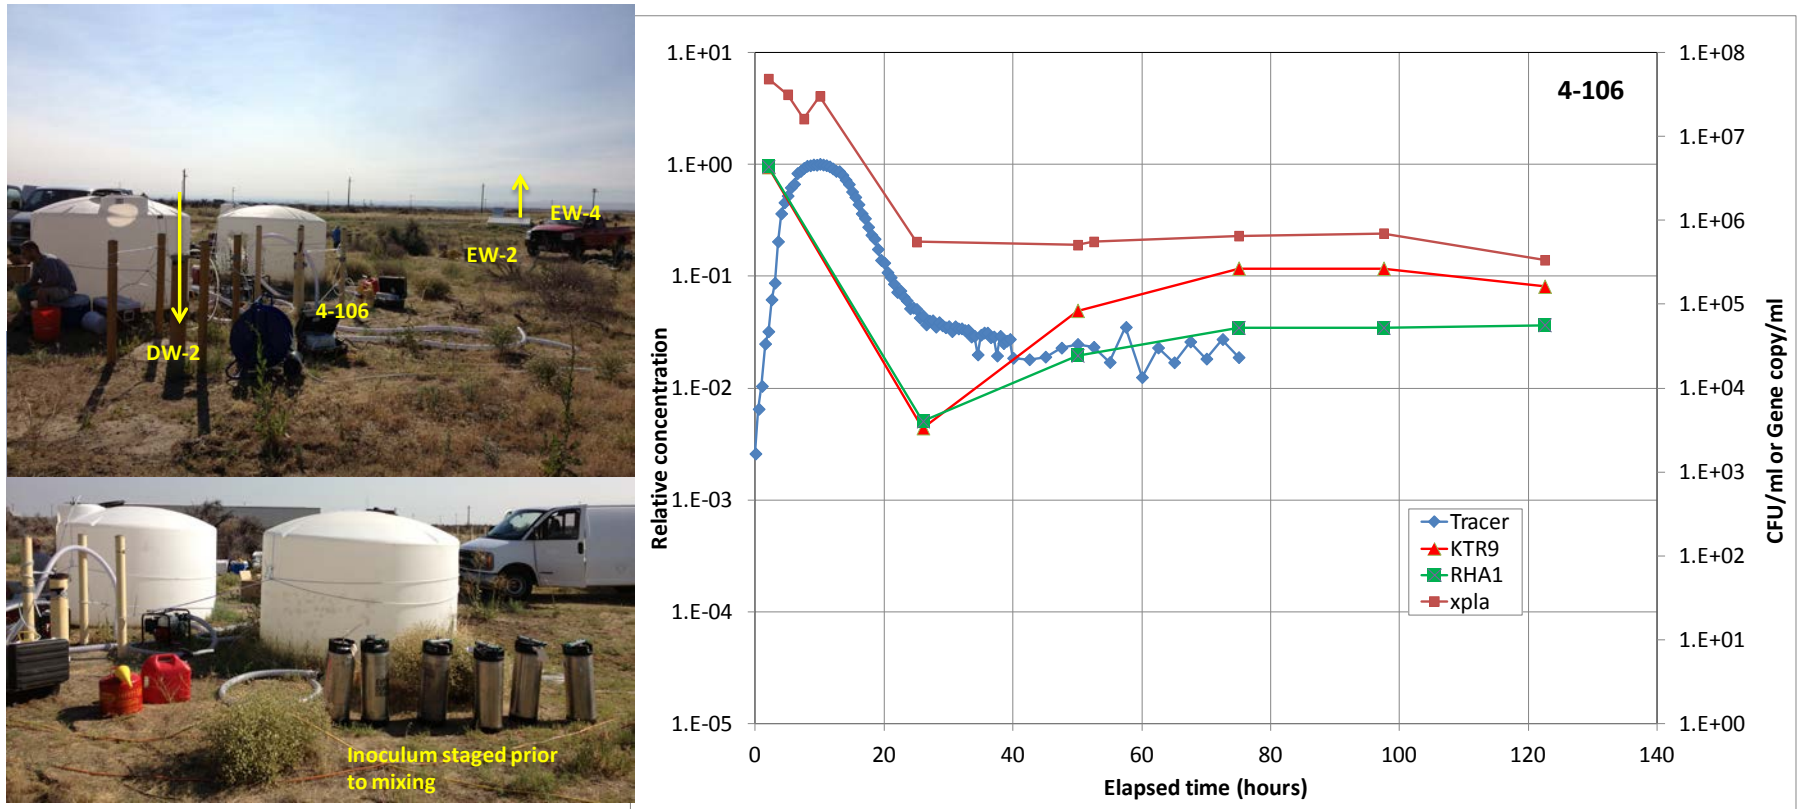 EW-4
EW-2
4-106
DW-2
Inoculum staged prior
to mixing
4-106
Relative concentration
1.E+01
1.E+00
1.E-01
1.E-02
1.E-03
1.E-04
1.E-05
0
20
40
60
80
100
120
140
Elapsed time (hours)
1.E+08
1.E+07
1.E+06
1.E+05
1.E+04
1.E+03
1.E+02
1.E+01
1.E+00
CFU/ml or Gene copy/ml
Tracer
KTR9
RHA1
xpla